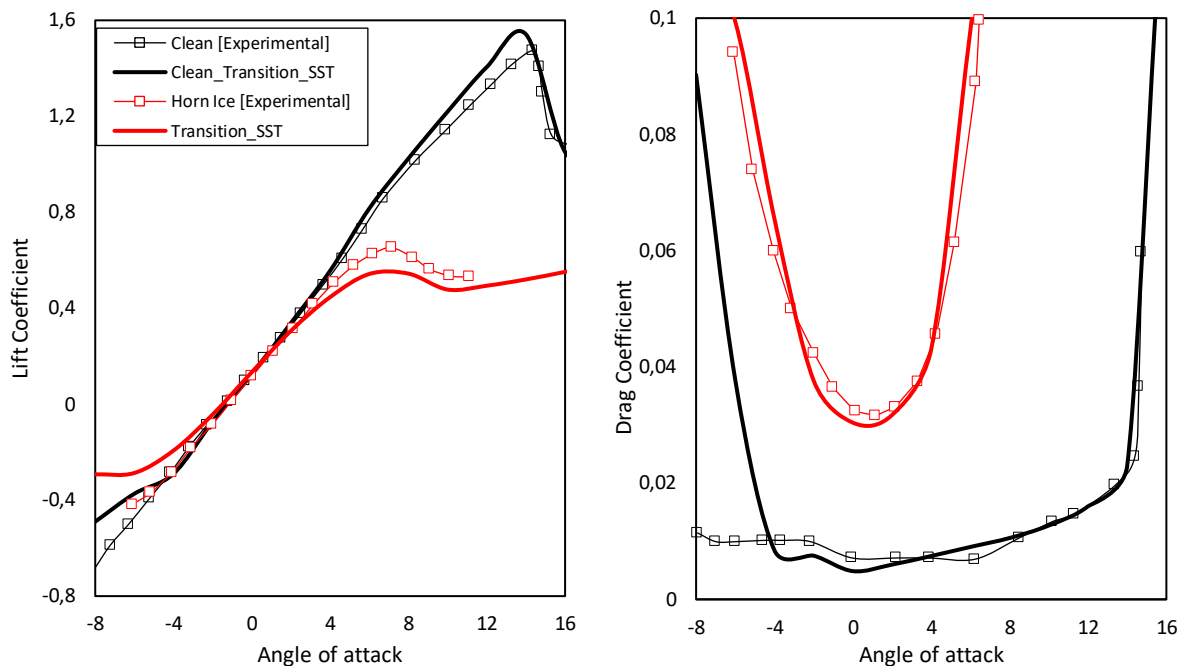 1,6
1,2
0,8
0,4
0
-0,4
-0,8
Lift Coefficient
Clean [Experimental]
Clean_Transition_SST
Horn Ice [Experimental]
Transition_SST
-8 -4 0 4 8 12 16
Angle of attack
0,1
0,08
0,06
0,04
0,02
0
Drag Coefficient
-8 -4 0 4 8 12 16
Angle of attack